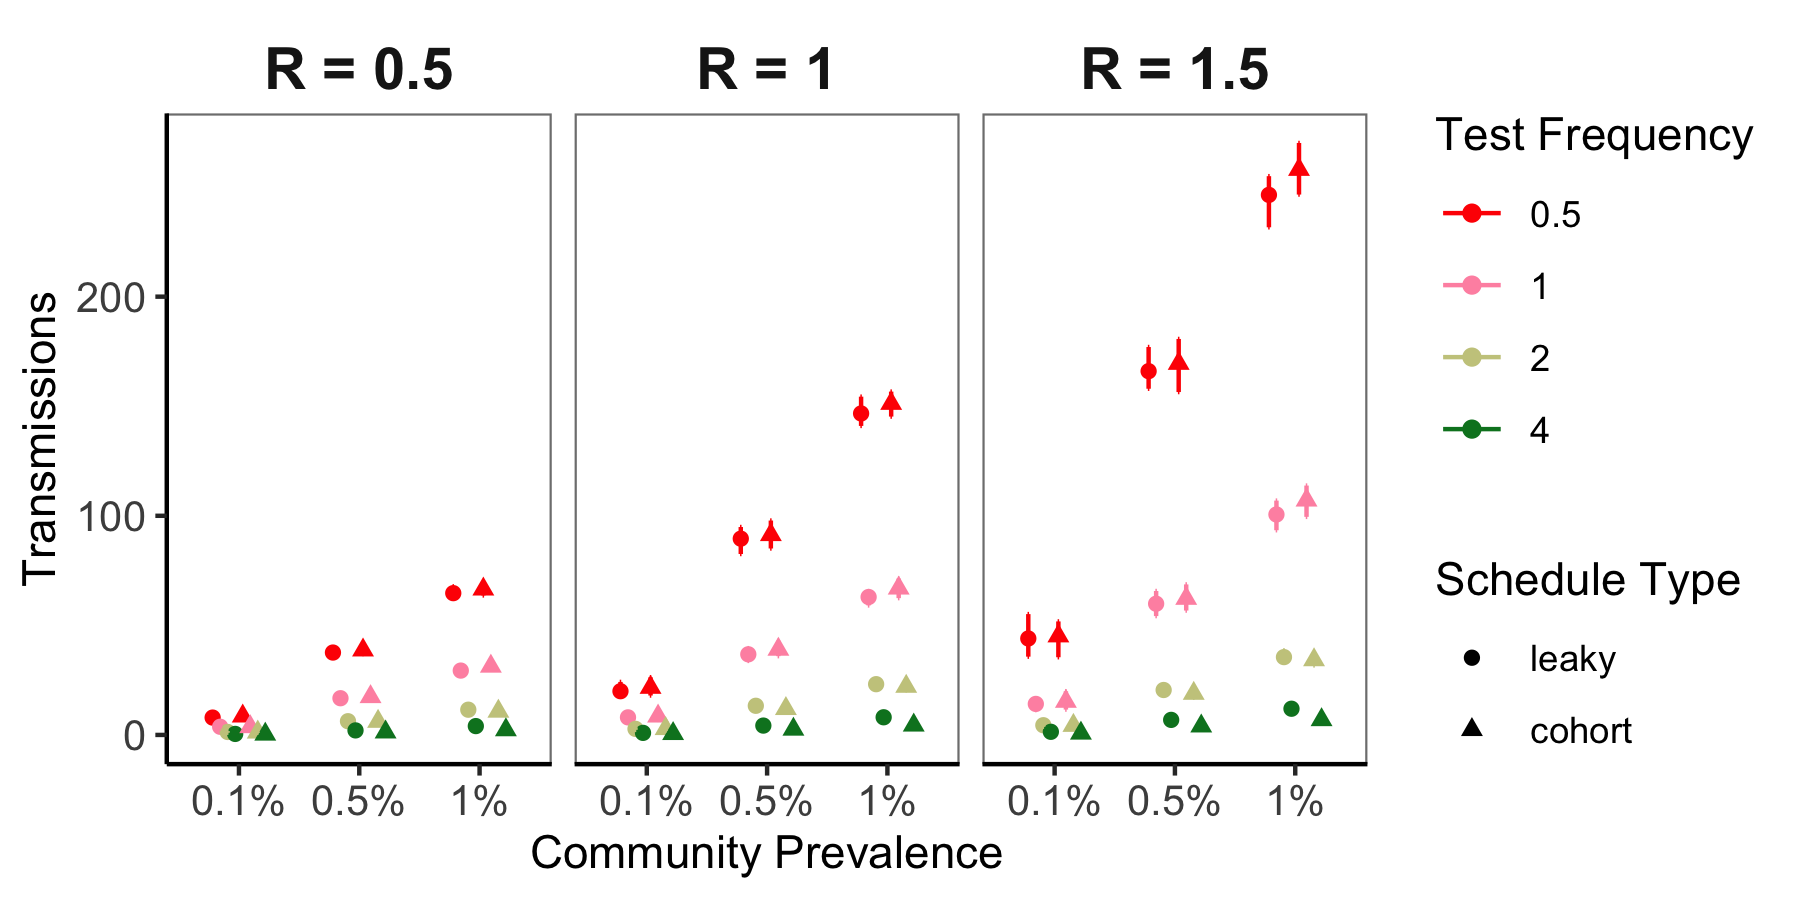 R = 0.5
R = 1
R = 1.5
Transmissions
200
100
0
0.1% 0.5% 1%
0.1% 0.5% 1%
0.1% 0.5% 1%
Community Prevalence
Test Frequency
0.5
1
2
4
Schedule Type
leaky
cohort